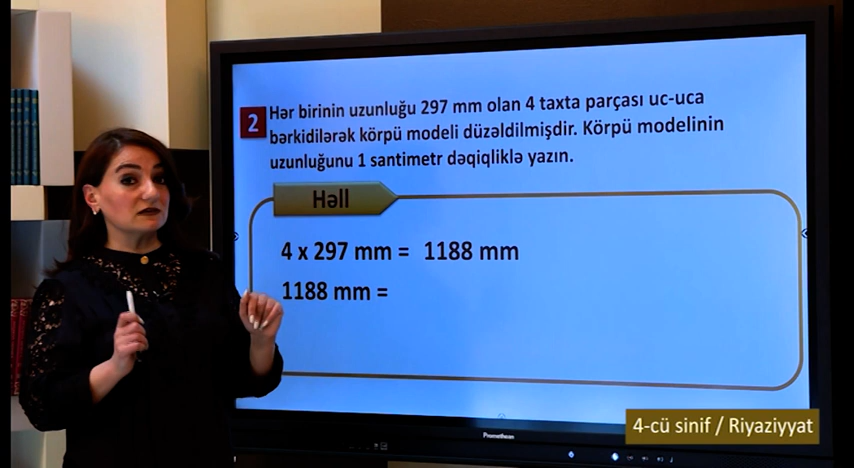 2
Hər birinin uzunluğu 297 mm olan 4 taxta parçası uc-uca
bərkidilərək körpü modeli düzəldilmişdir. Körpü modelinin
uzunluğunu 1 santimetr dəqiqliklə yazın.
Həll
4 x 297 mm = 1188 mm
1188 mm =
4-cü sinif / Riyaziyyat
Promethean